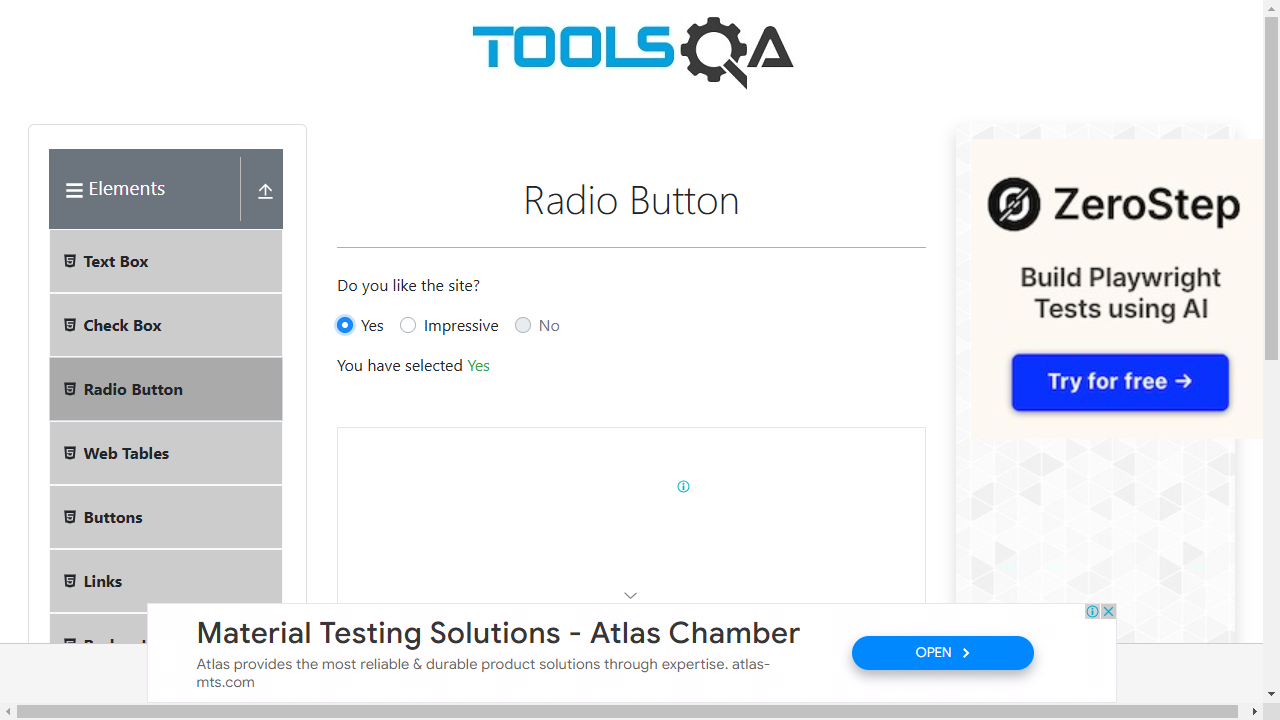 TOOLSQA
Elements
Text Box
Check Box
Radio Button
Web Tables
Buttons
Links
Radio Button
Do you like the site?
Yes Impressive No
You have selected Yes
ZeroStep
Build Playwright
Tests using AI
Try for free →
Material Testing Solutions - Atlas Chamber
Atlas provides the most reliable & durable product solutions through expertise. atlas-
mts.com
OPEN